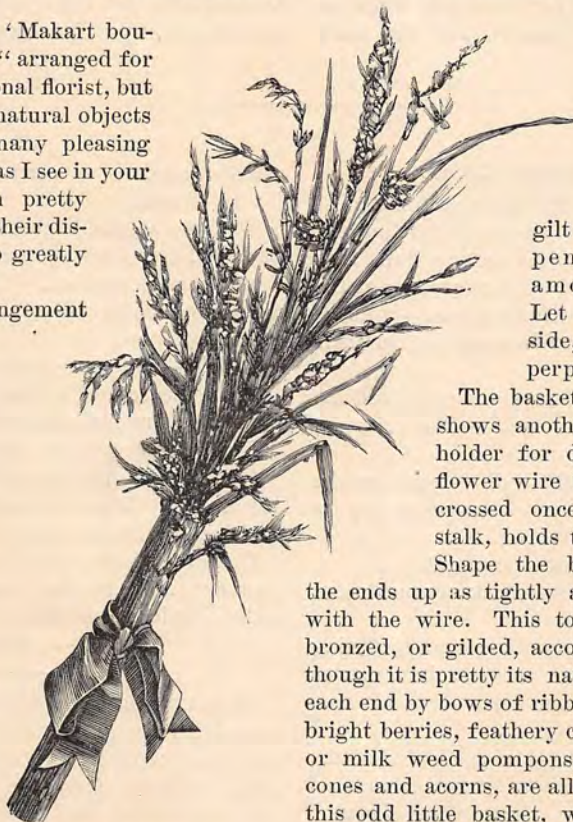 ‘ Makart bou-
“ arranged for
onal florist, but
natural objects
many pleasing
as I see in your
pretty
their dis-
greatly
ngement
gilt
pen
amo
Let
side,
perp
The basket
shows anoth
holder for d
flower wire
crossed once
stalk, holds t
Shape the b
the ends up as tightly a
with the wire. This to
bronzed, or gilded, acco
though it is pretty its na
each end by bows of ribb
bright berries, feathery c
or milk weed pompons
cones and acorns, are all
this odd little basket, w